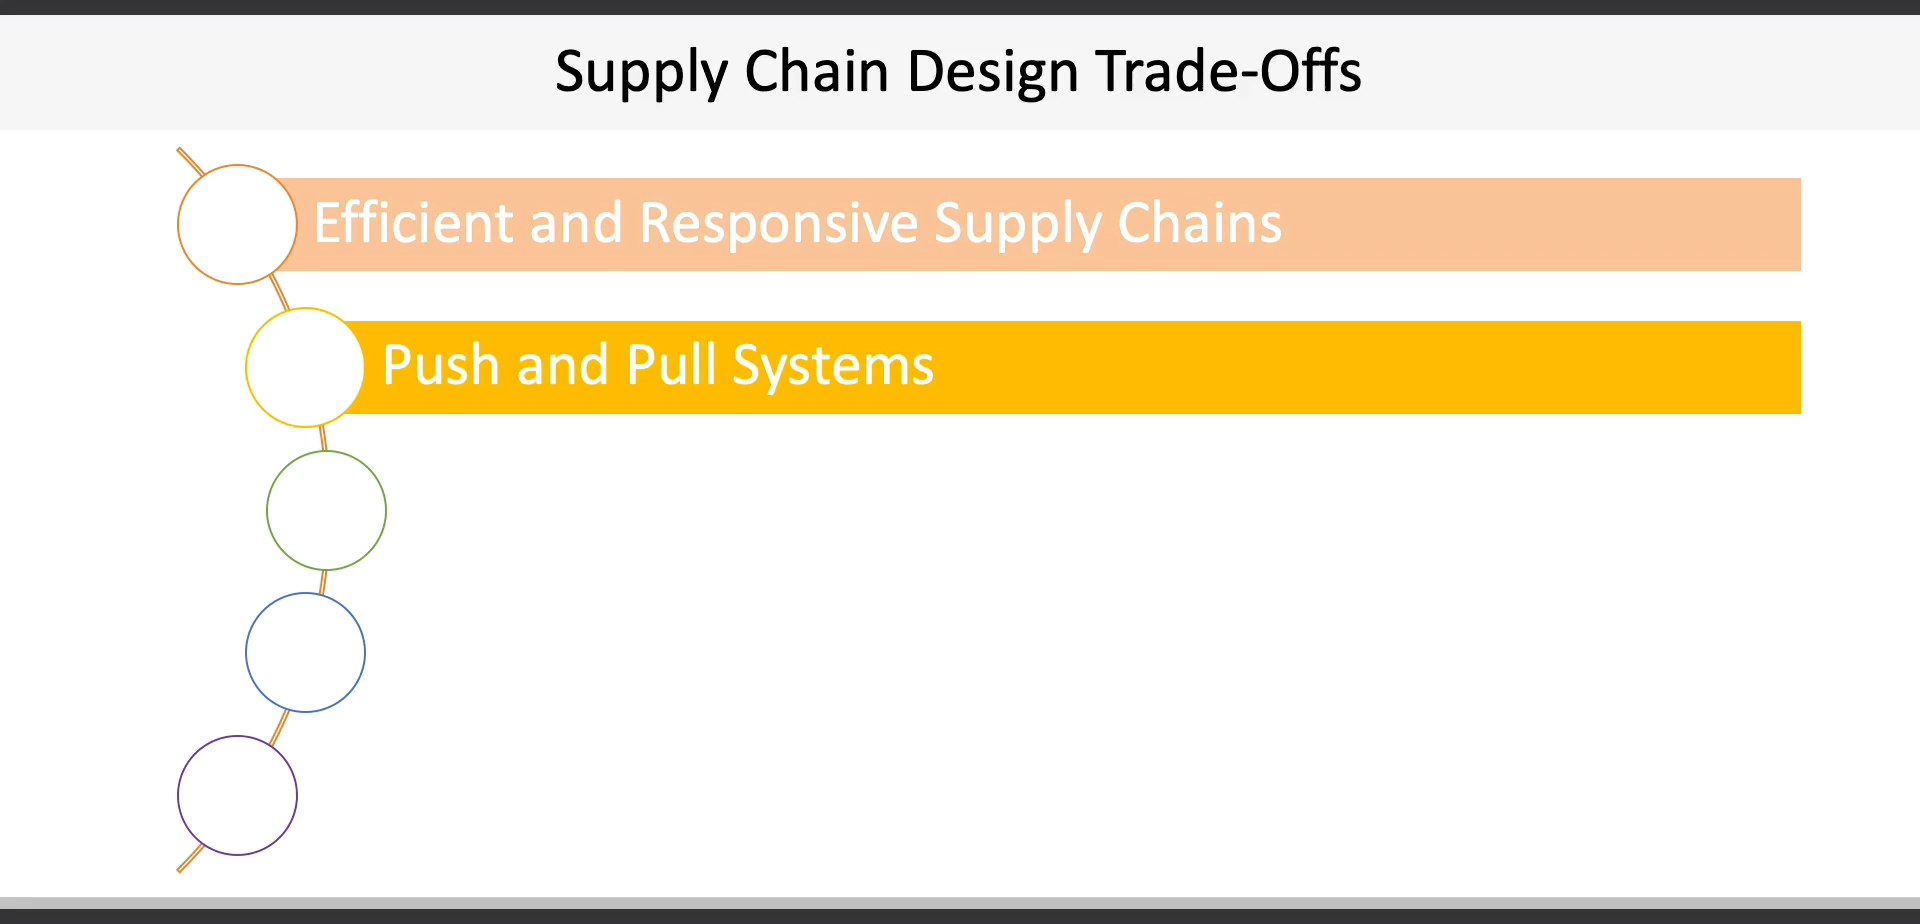 Supply Chain Design Trade-Offs
Efficient and Responsive Supply Chains
Push and Pull Systems